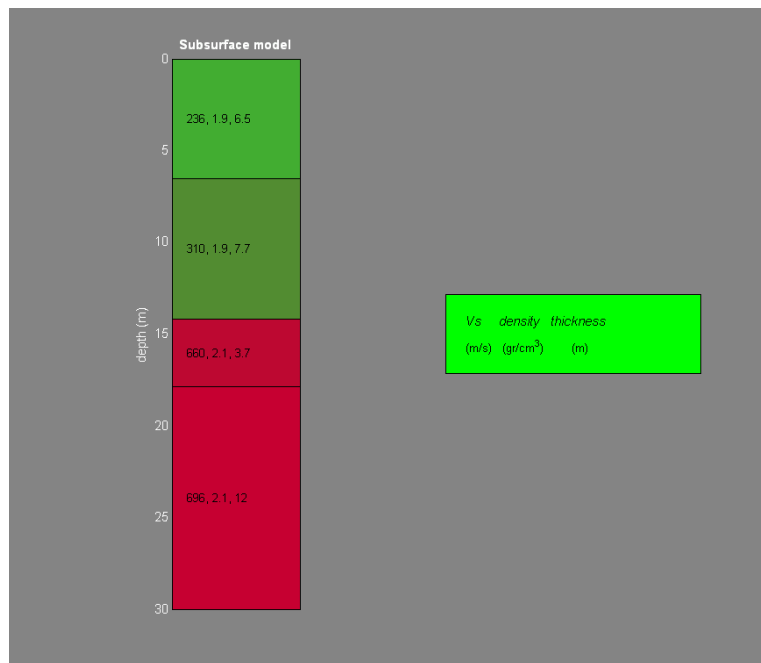 Subsurface model
0
236, 1.9, 6.5
5
310, 1.9, 7.7
10
15
depth (m)
660, 2.1, 3.7
20
696, 2.1, 12
25
30
Vs density thickness
(m/s) (gr/cm³) (m)